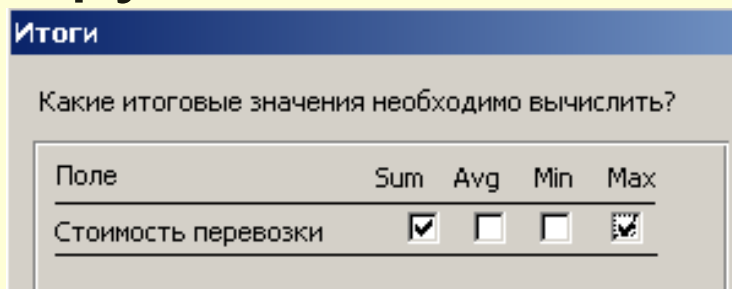 Итоги
Какие итоговые значения необходимо вычислить?
Поле Sum Avg Min Max
Стоимость перевозки